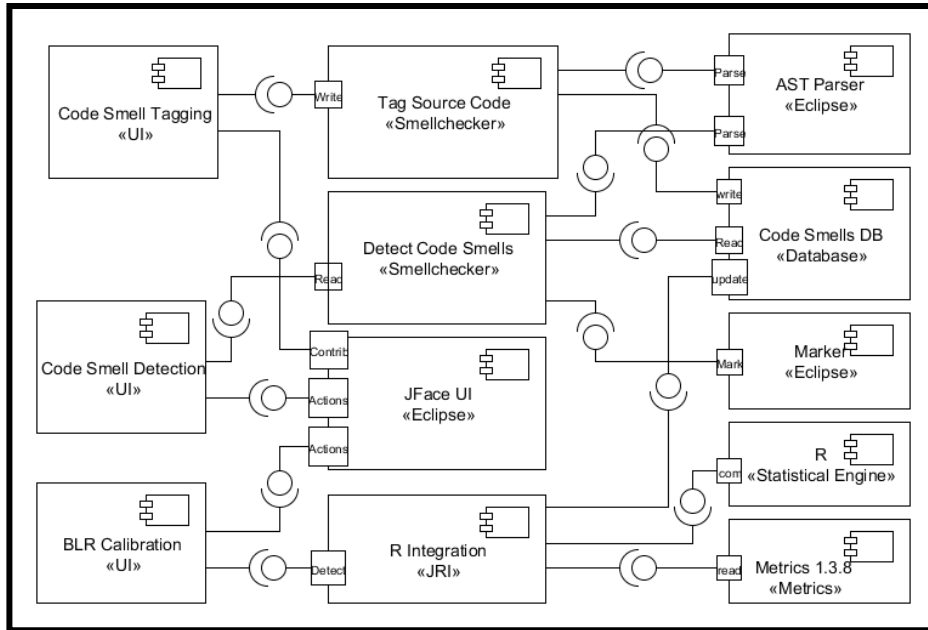 Code Smell Tagging
«UI»
Write
Tag Source Code
«Smellchecker»
Parse
Parse
AST Parser
«Eclipse»
Read
Detect Code Smells
«Smellchecker»
write
Read
update
Code Smells DB
«Database»
Code Smell Detection
«UI»
Contrib
Actions
Actions
JFace UI
«Eclipse»
Mark
Marker
«Eclipse»
com
R
«Statistical Engine»
BLR Calibration
«UI»
Detect
R Integration
«JRI»
read
Metrics 1.3.8
«Metrics»